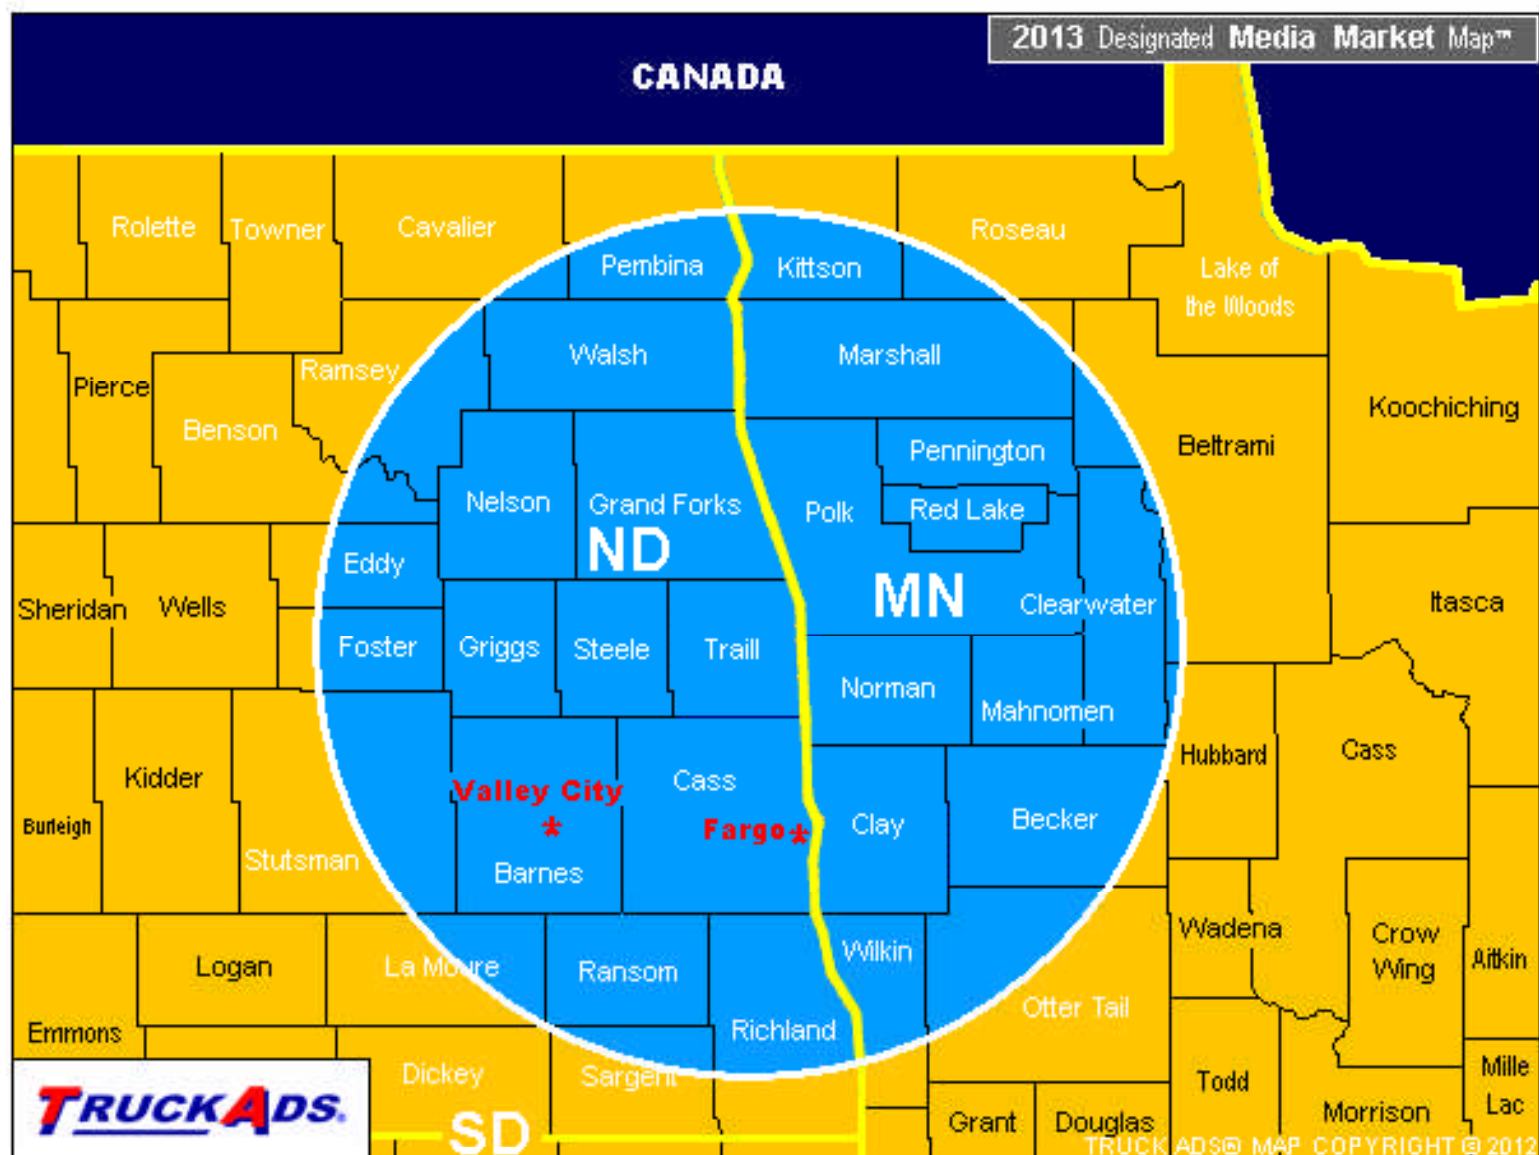 2013 Designated Media Market Map™
CANADA
Rolette
Towner
Cavalier
Roseau
Pembina
Kittson
Lake of
the Woods
Walsh
Marshall
Ramsey
Pierce
Benson
Koochiching
Beltrami
Pennington
Nelson
Grand Forks
Polk
Red Lake
ND
MN
Eddy
Sheridan
Wells
Clearwater
Itasca
Foster
Griggs
Steele
Traill
Norman
Mahnomen
Hubbard
Cass
Kidder
Valley City
*
Cass
Burleigh
Fargo*
Clay
Becker
Stutsman
Barnes
Wadena
Crow
Wing
Aitkin
Logan
La Moure
Ransom
Wilkin
Otter Tail
Emmons
Richland
Dickey
Sargent
Todd
Mille
Lac
TRUCKADS®
SD
Grant
Douglas
Morrison
TRUCK ADS® MAP COPYRIGHT © 2012